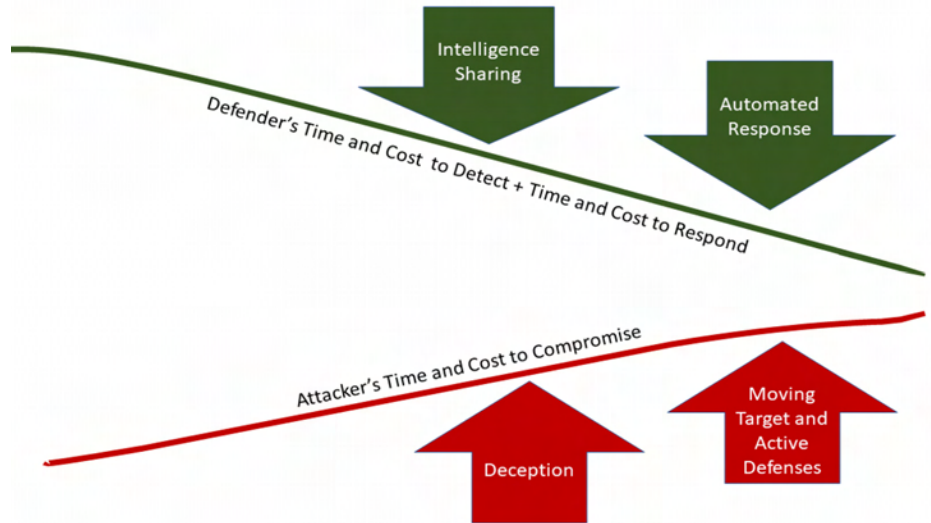 Intelligence
Sharing
Automated
Response
Defender's Time and Cost to Detect + Time and Cost to Respond
Attacker's Time and Cost to Compromise
Deception
Moving
Target and
Active
Defenses